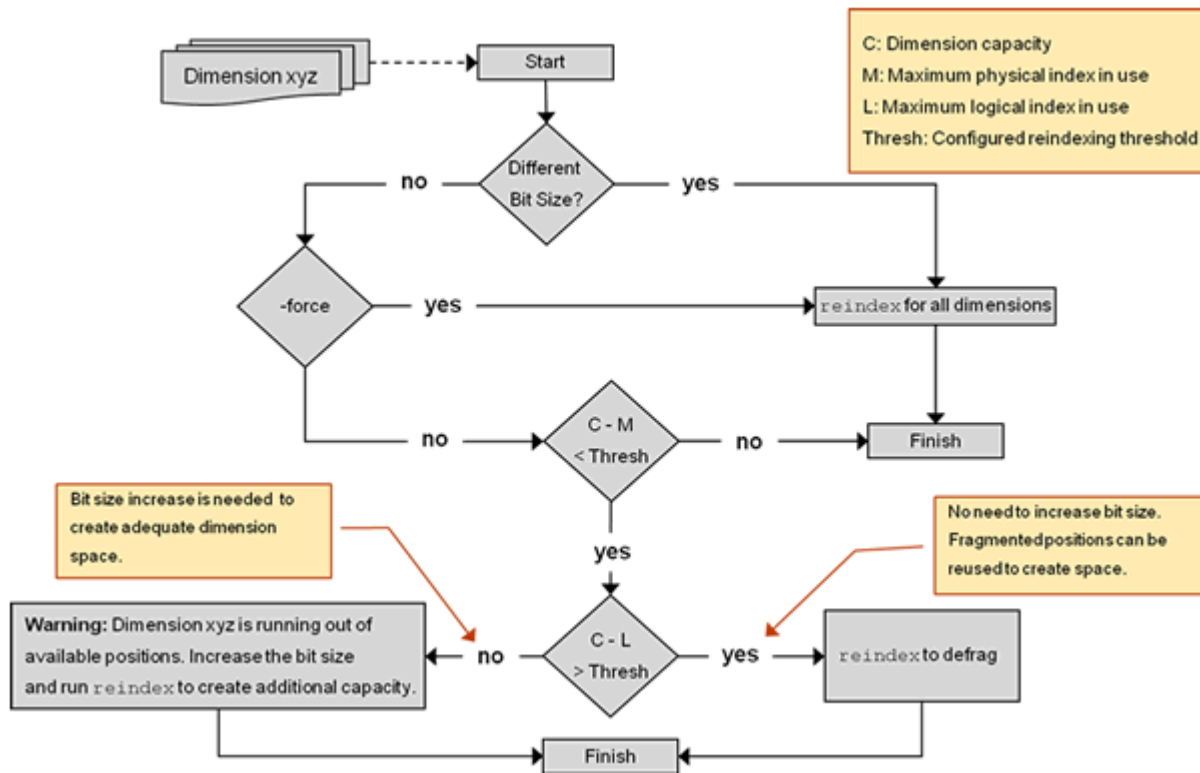 Dimension xyz
Start
C: Dimension capacity
M: Maximum physical index in use
L: Maximum logical index in use
Thresh: Configured reindexing threshold
Different
Bit Size?
no
yes
-force
yes
reindex for all dimensions
no
C - M
< Thresh
no
Finish
Bit size increase is needed to
create adequate dimension
space.
yes
No need to increase bit size.
Fragmented positions can be
reused to create space.
Warning: Dimension xyz is running out of
available positions. Increase the bit size
and run reindex to create additional capacity.
no
C - L
> Thresh
yes
reindex to defrag
Finish